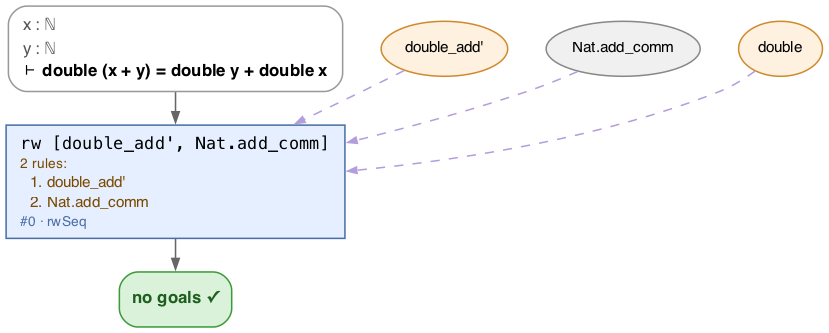 x : ℕ
y : ℕ
⊢ double (x + y) = double y + double x
double_add'
Nat.add_comm
double
rw [double_add', Nat.add_comm]
2 rules:
1. double_add'
2. Nat.add_comm
#0 · rwSeq
no goals ✓